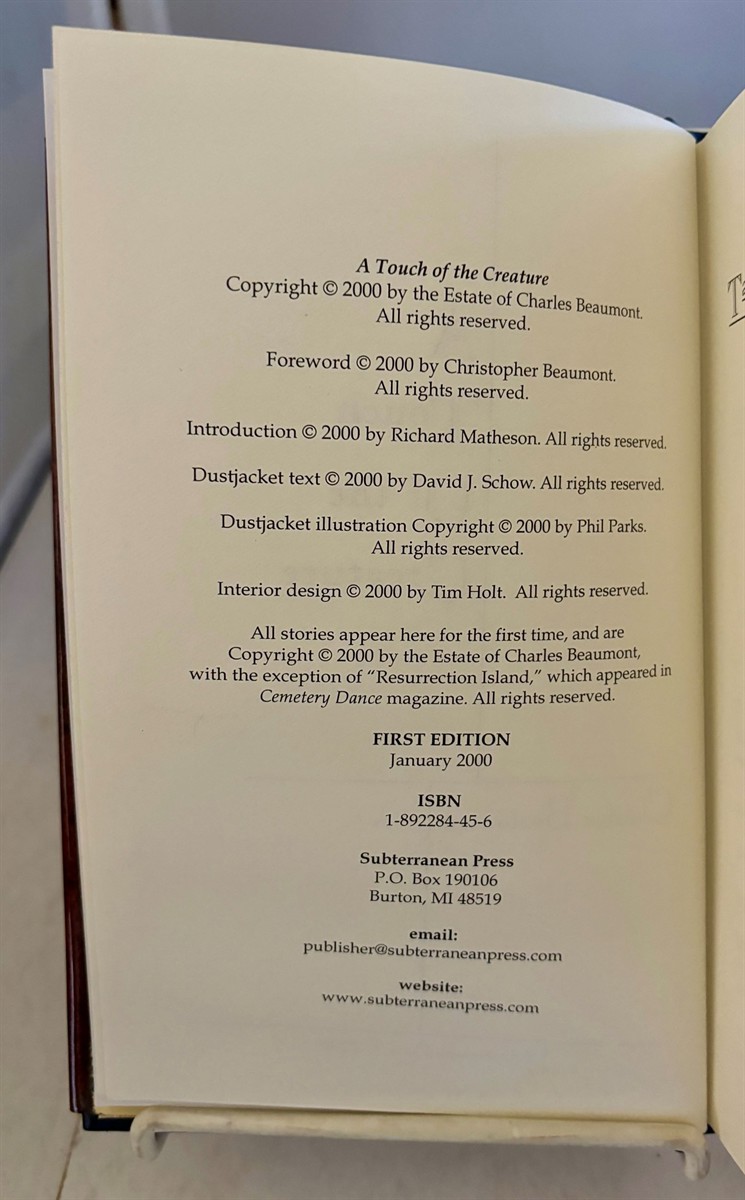 A Touch of the Creature
Copyright © 2000 by the Estate of Charles Beaumont.
All rights reserved.
Foreword © 2000 by Christopher Beaumont.
All rights reserved.
Introduction © 2000 by Richard Matheson. All rights reserved.
Dustjacket text © 2000 by David J. Schow. All rights reserved.
Dustjacket illustration Copyright © 2000 by Phil Parks.
All rights reserved.
Interior design © 2000 by Tim Holt. All rights reserved.
All stories appear here for the first time, and are
Copyright © 2000 by the Estate of Charles Beaumont,
with the exception of “Resurrection Island,” which appeared in
Cemetery Dance magazine. All rights reserved.
FIRST EDITION
January 2000
ISBN
1-892284-45-6
Subterranean Press
P.O. Box 190106
Burton, MI 48519
email:
publisher@subterraneanpress.com
website:
www.subterraneanpress.com